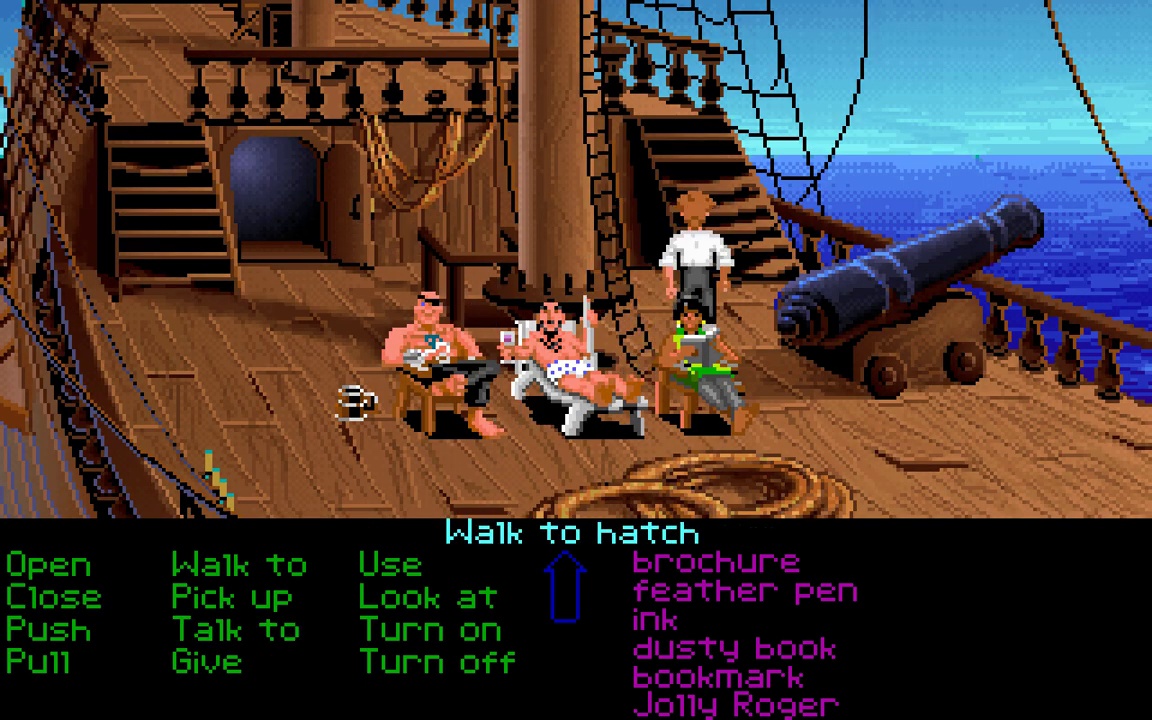 Walk to hatch
Open Walk to Use brochure
Close Pick up Look at feather pen
Push Talk to Turn on ink
Pull Give Turn off dusty book
bookmark
Jolly Roger